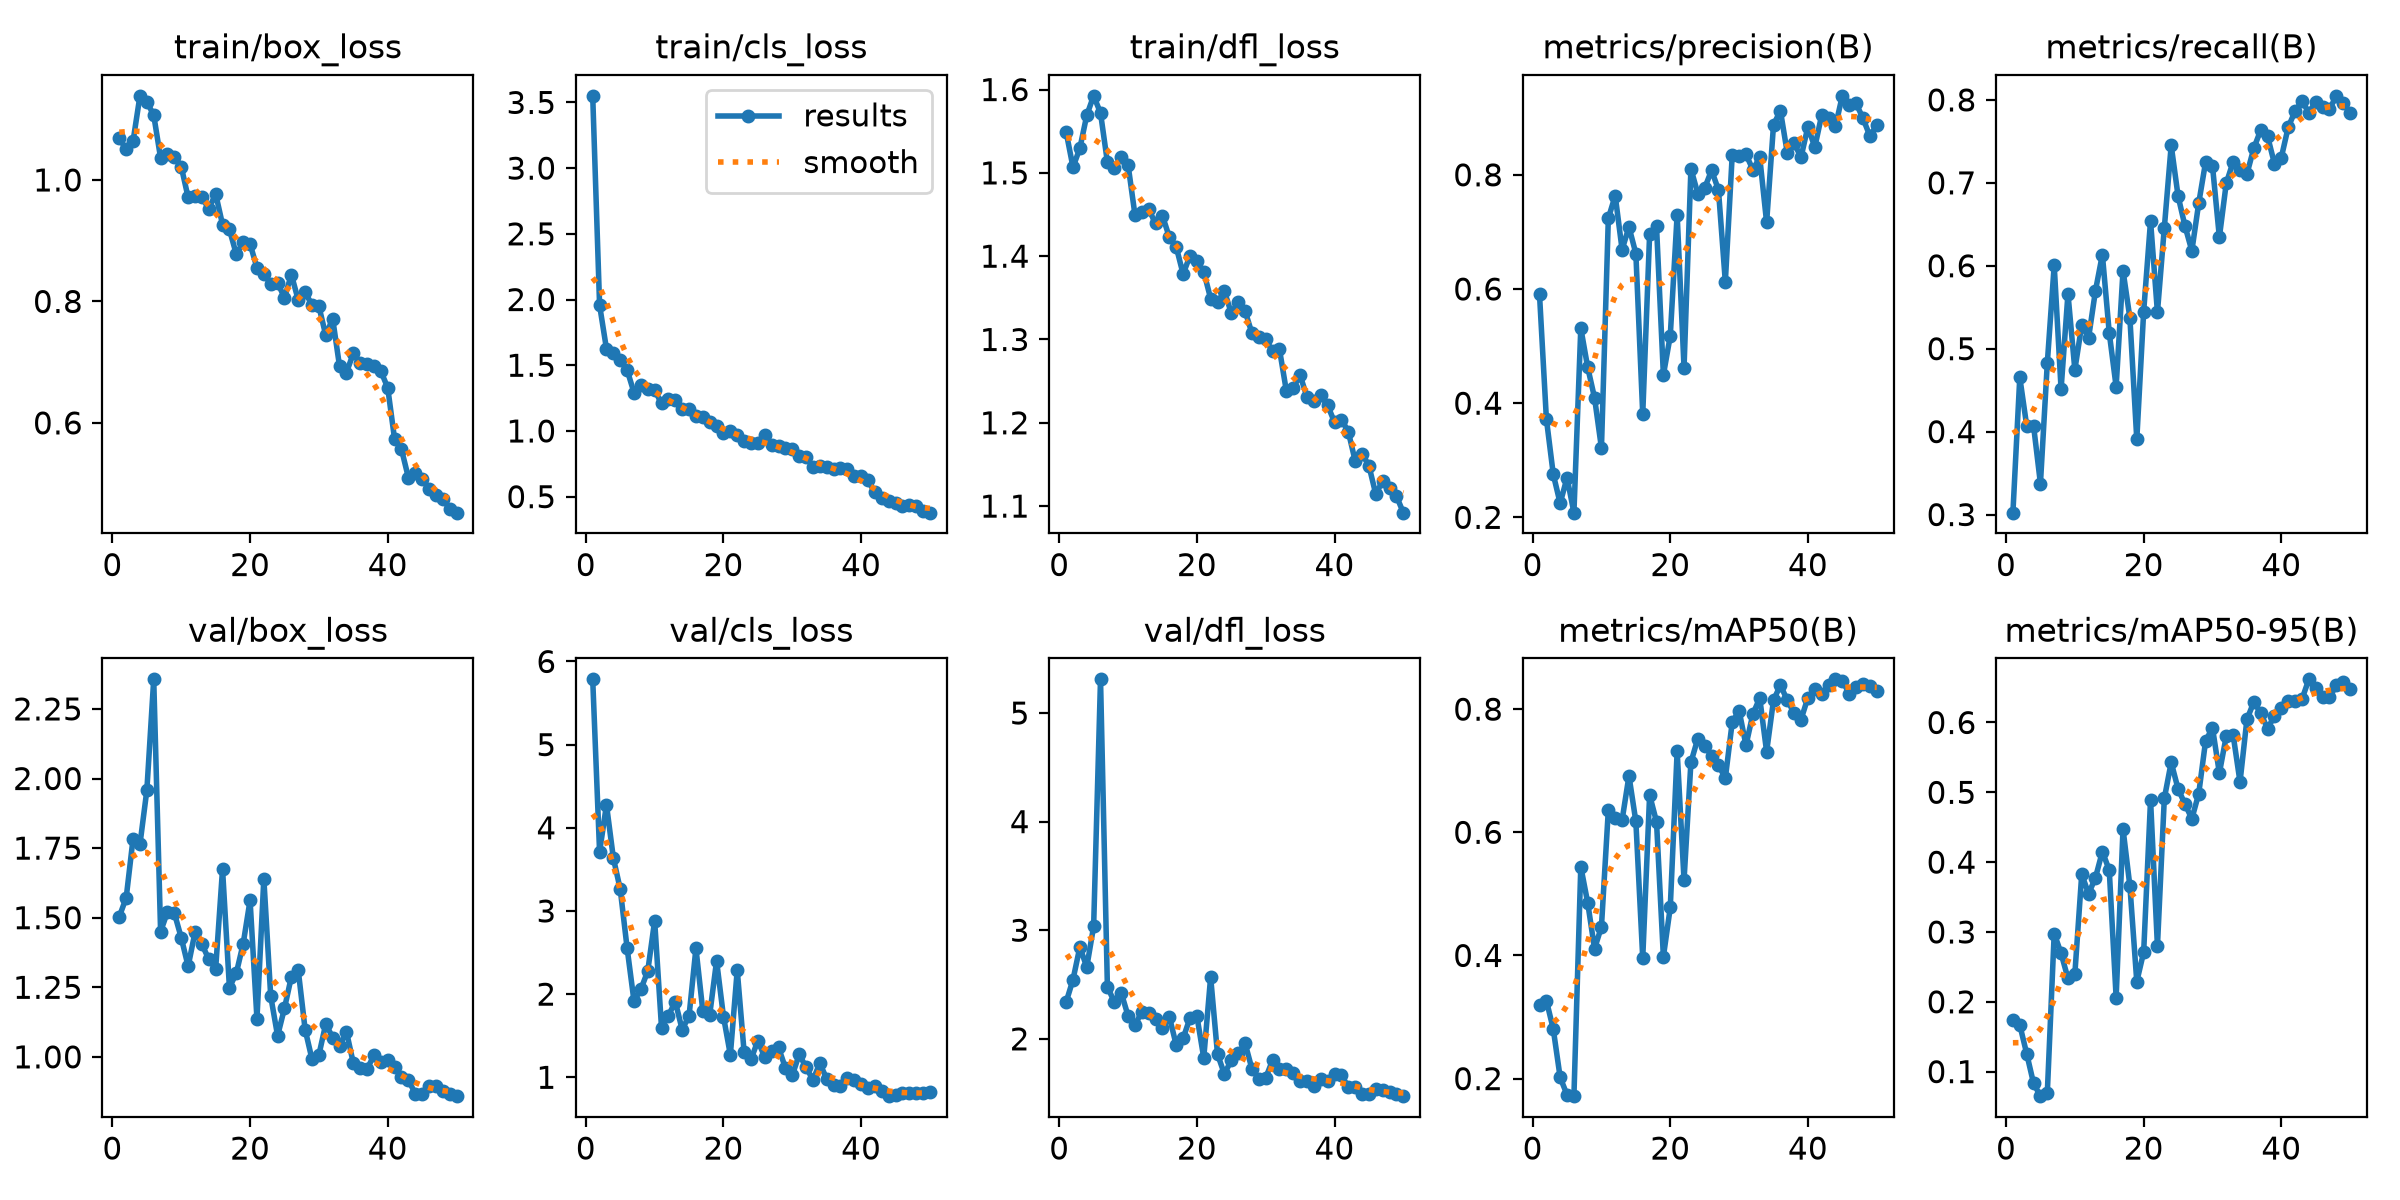 train/box_loss
1.0
0.8
0.6
0 20 40
train/cls_loss
results
smooth
3.5
3.0
2.5
2.0
1.5
1.0
0.5
0 20 40
train/dfl_loss
1.6
1.5
1.4
1.3
1.2
1.1
0 20 40
metrics/precision(B)
0.8
0.6
0.4
0.2
0 20 40
metrics/recall(B)
0.8
0.7
0.6
0.5
0.4
0.3
0 20 40
val/box_loss
2.25
2.00
1.75
1.50
1.25
1.00
0 20 40
val/cls_loss
6
5
4
3
2
1
0 20 40
val/dfl_loss
5
4
3
2
0 20 40
metrics/mAP50(B)
0.8
0.6
0.4
0.2
0 20 40
metrics/mAP50-95(B)
0.6
0.5
0.4
0.3
0.2
0.1
0 20 40